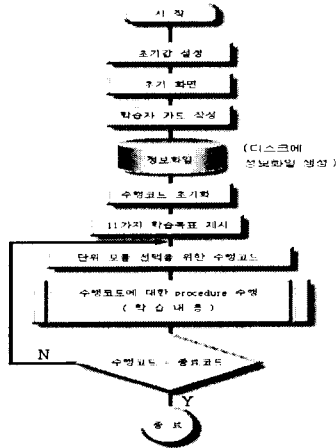 시 작
초기값 설정
초기 화면
학습자 카드 작성
정보화일
(디스크에
정보화일 생성)
수행코드 초기화
11가지 학습목표 제시
단위 모듈 선택을 위한 수행코드
수행코드에 대한 procedure 수행
( 학 습 내 용 )
N
수행코드 = 종료코드
Y
종 료